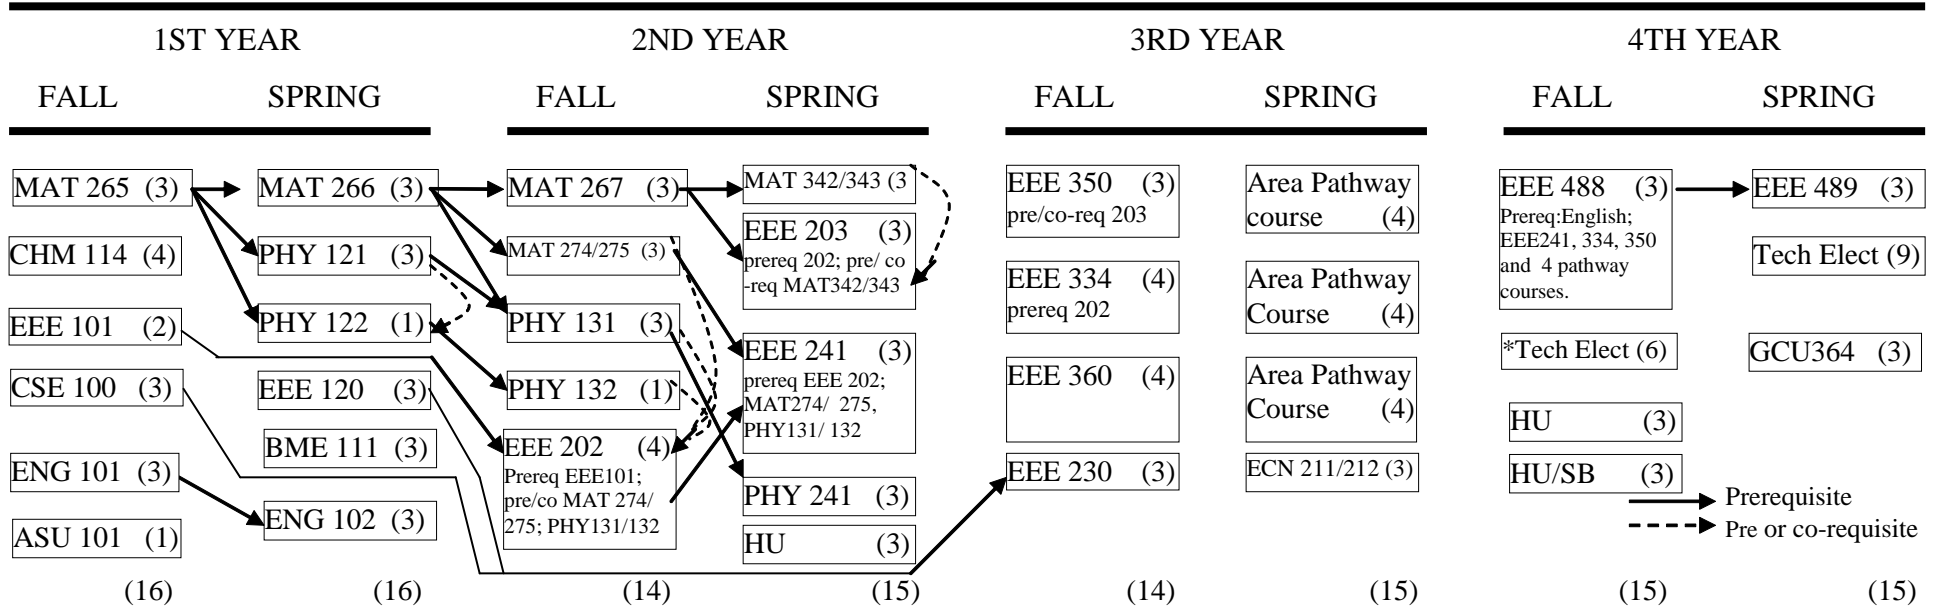 1ST YEAR
2ND YEAR
3RD YEAR
4TH YEAR
FALL
SPRING
FALL
SPRING
FALL
SPRING
FALL
SPRING
MAT 265 (3)
CHM 114 (4)
EEE 101 (2)
CSE 100 (3)
ENG 101 (3)
ASU 101 (1)
(16)
MAT 266 (3)
PHY 121 (3)
PHY 122 (1)
EEE 120 (3)
BME 111 (3)
ENG 102 (3)
(16)
MAT 267 (3)
MAT 274/275 (3)
PHY 131 (3)
PHY 132 (1)
EEE 202 (4)
Prereq EEE101;
pre/co MAT 274/
275; PHY131/132
(14)
MAT 342/343 (3
EEE 203 (3)
prereq 202; pre/ co
-req MAT342/343
EEE 241 (3)
prereq EEE 202;
MAT274/ 275,
PHY131/ 132
PHY 241 (3)
HU (3)
(15)
EEE 350 (3)
pre/co-req 203
EEE 334 (4)
prereq 202
EEE 360 (4)
EEE 230 (3)
(14)
Area Pathway
course (4)
Area Pathway
Course (4)
Area Pathway
Course (4)
ECN 211/212 (3)
(15)
EEE 488 (3)
Prereq:English;
EEE241, 334, 350
and 4 pathway
courses.
*Tech Elect (6)
HU (3)
HU/SB (3)
(15)
EEE 489 (3)
Tech Elect (9)
GCU364 (3)
Prerequisite
Pre or co-requisite
(15)